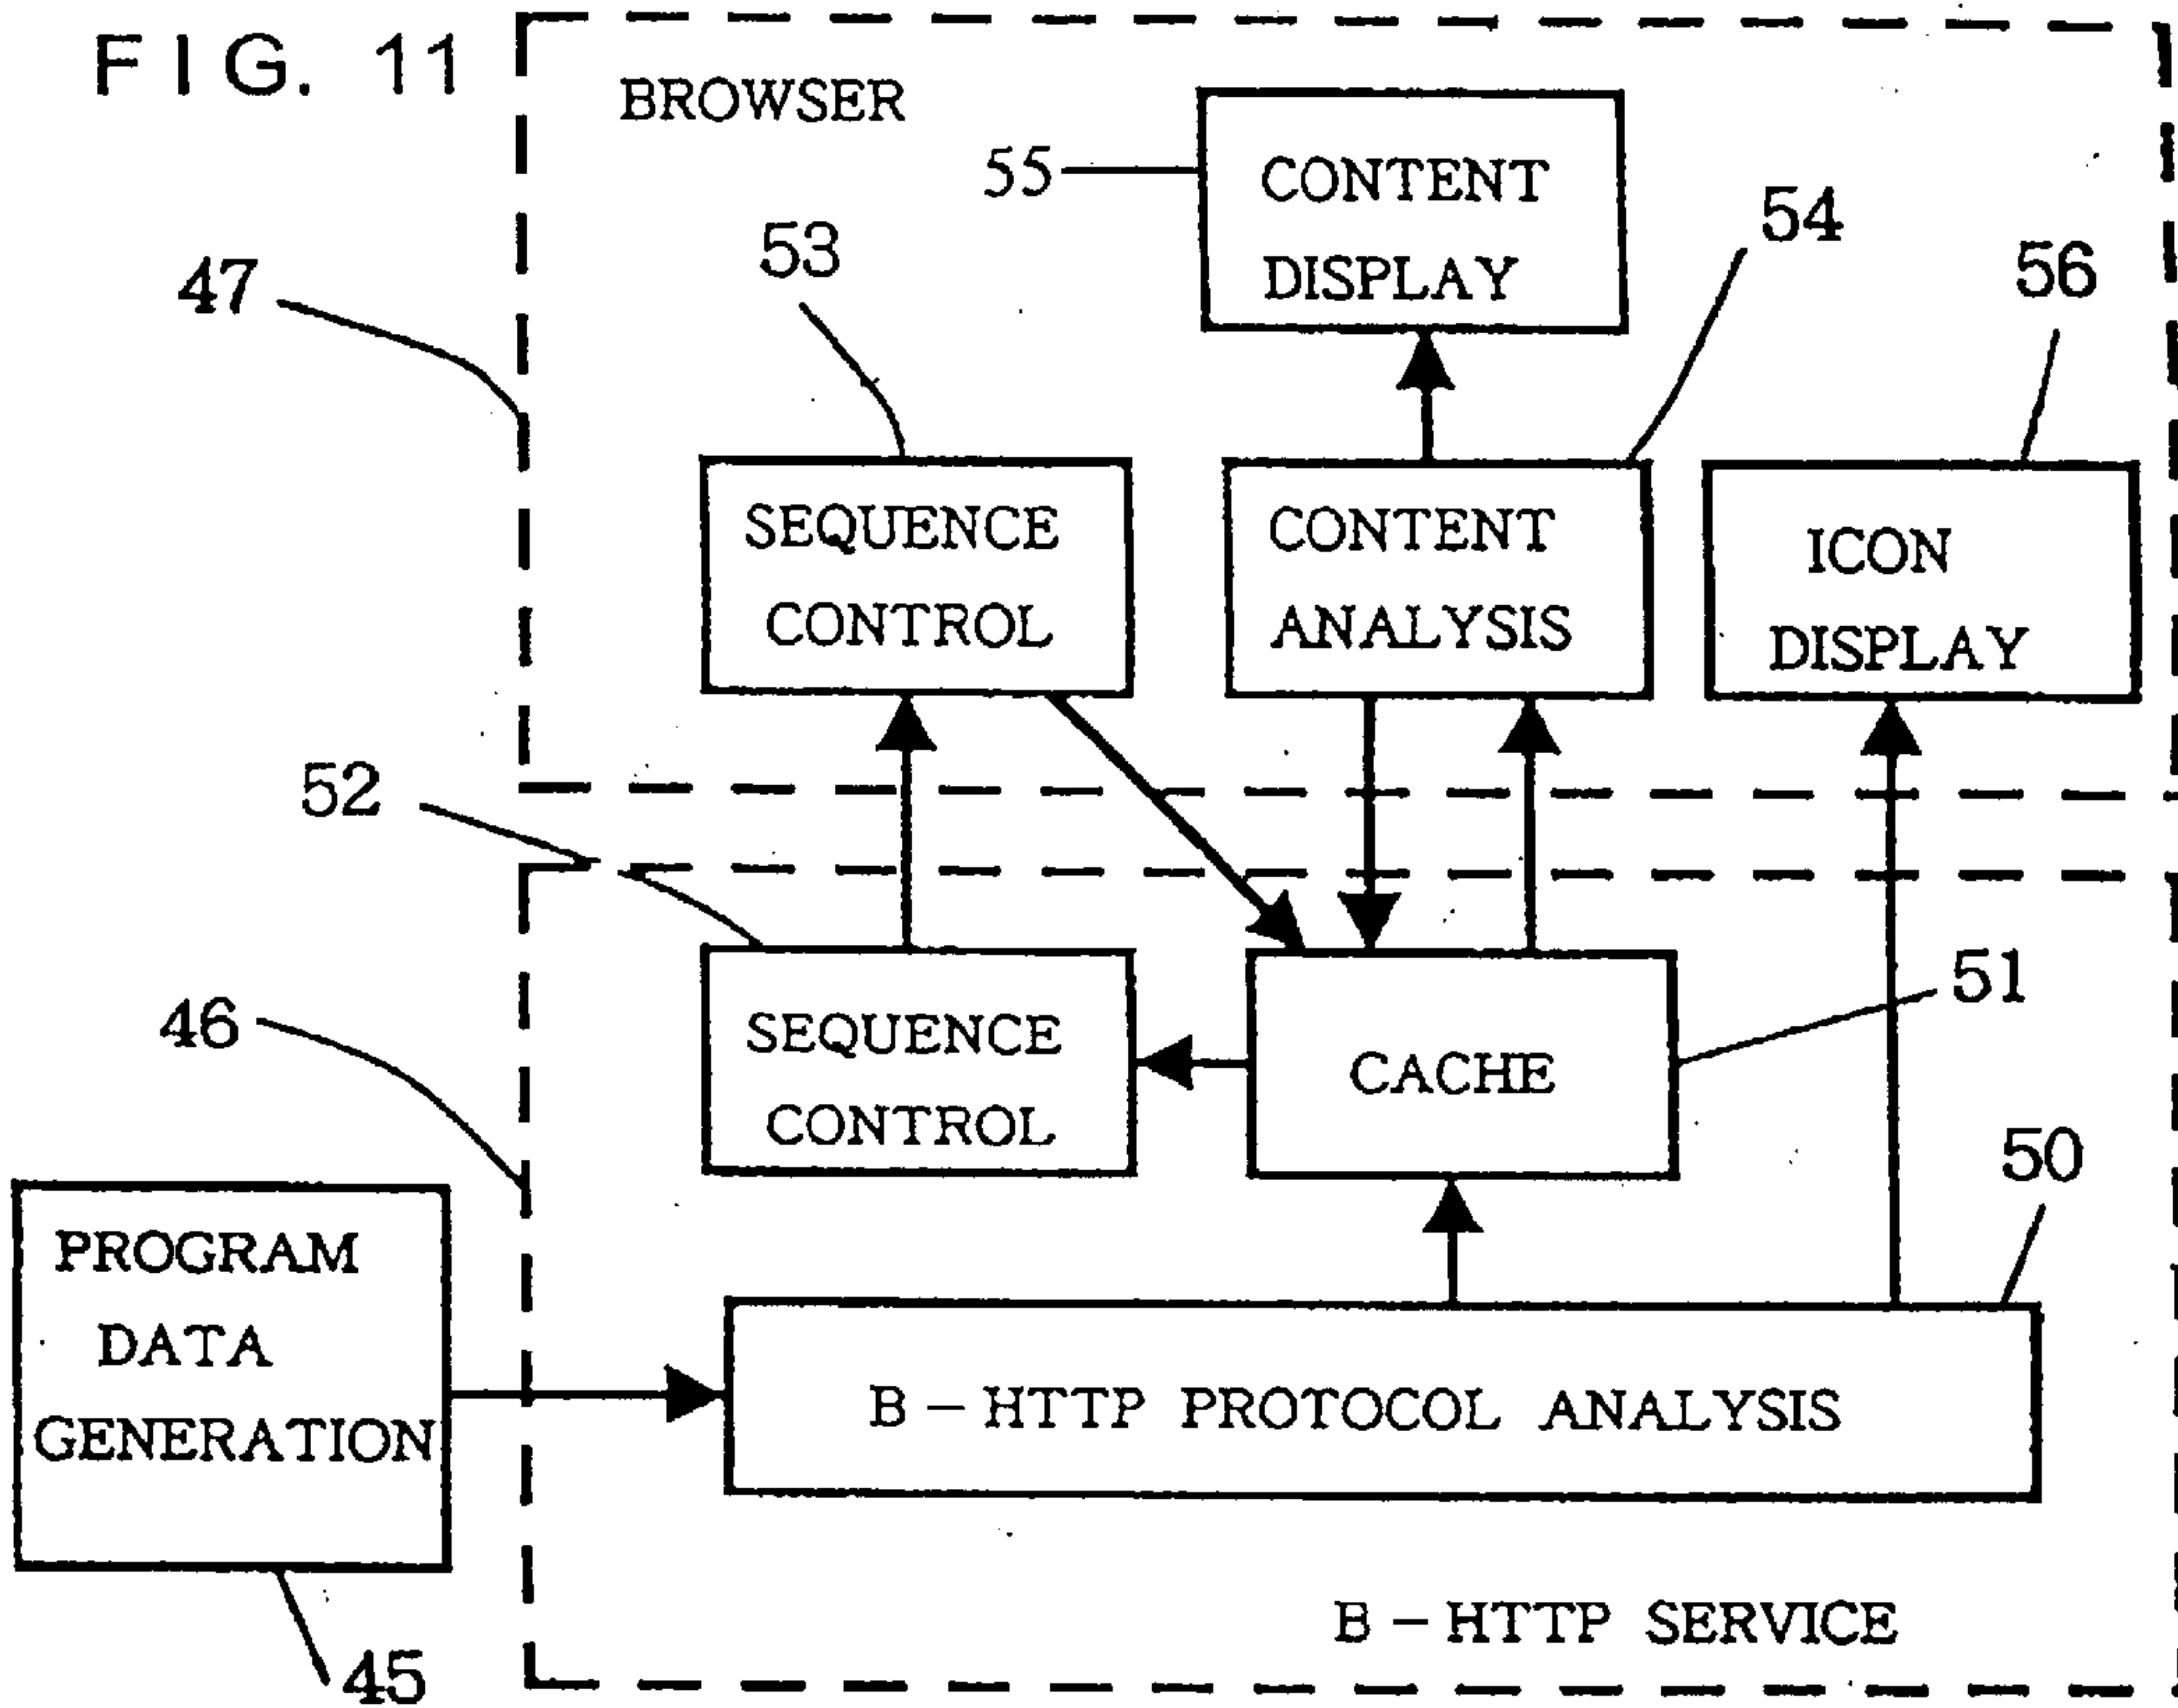 FIG. 11
BROWSER
55
CONTENT
DISPLAY
54
53
56
47
SEQUENCE
CONTROL
CONTENT
ANALYSIS
ICON
DISPLAY
52
46
SEQUENCE
CONTROL
CACHE
51
50
PROGRAM
DATA
GENERATION
B-HTTP PROTOCOL ANALYSIS
B-HTTP SERVICE
45